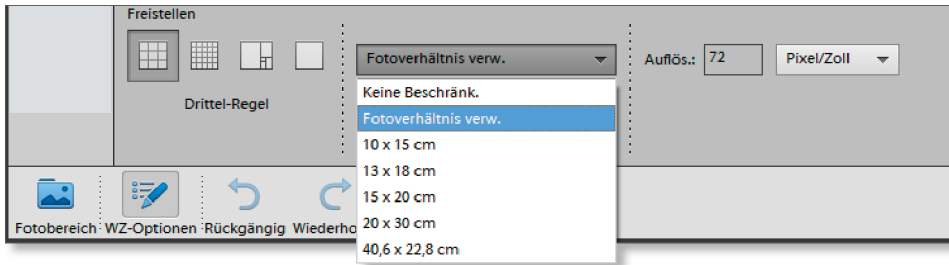 Freistellen
Fotoverhältnis verw.
Auflös.: 72 Pixel/Zoll
Drittel-Regel
Keine Beschränk.
Fotoverhältnis verw.
10 x 15 cm
13 x 18 cm
15 x 20 cm
20 x 30 cm
40,6 x 22,8 cm
Fotobereich WZ-Optionen Rückgängig Wiederho